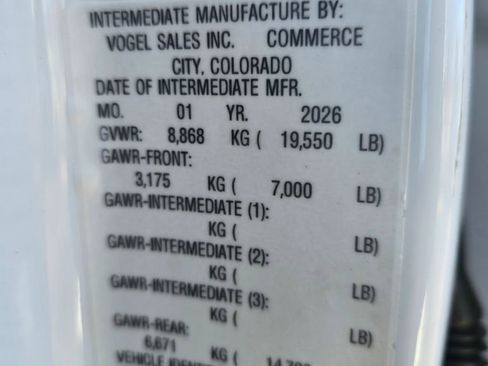 INTERMEDIATE MANUFACTURE BY:
VOGEL SALES INC. COMMERCE
CITY, COLORADO
DATE OF INTERMEDIATE MFR.
MO. 01 YR. 2026
GVWR: 8,868 KG ( 19,550 LB)
GAWR-FRONT:
3,175 KG ( 7,000 LB)
GAWR-INTERMEDIATE (1):
KG ( LB)
GAWR-INTERMEDIATE (2):
KG ( LB)
GAWR-INTERMEDIATE (3):
KG ( LB)
GAWR-REAR:
6,671 KG (
VEHICLE